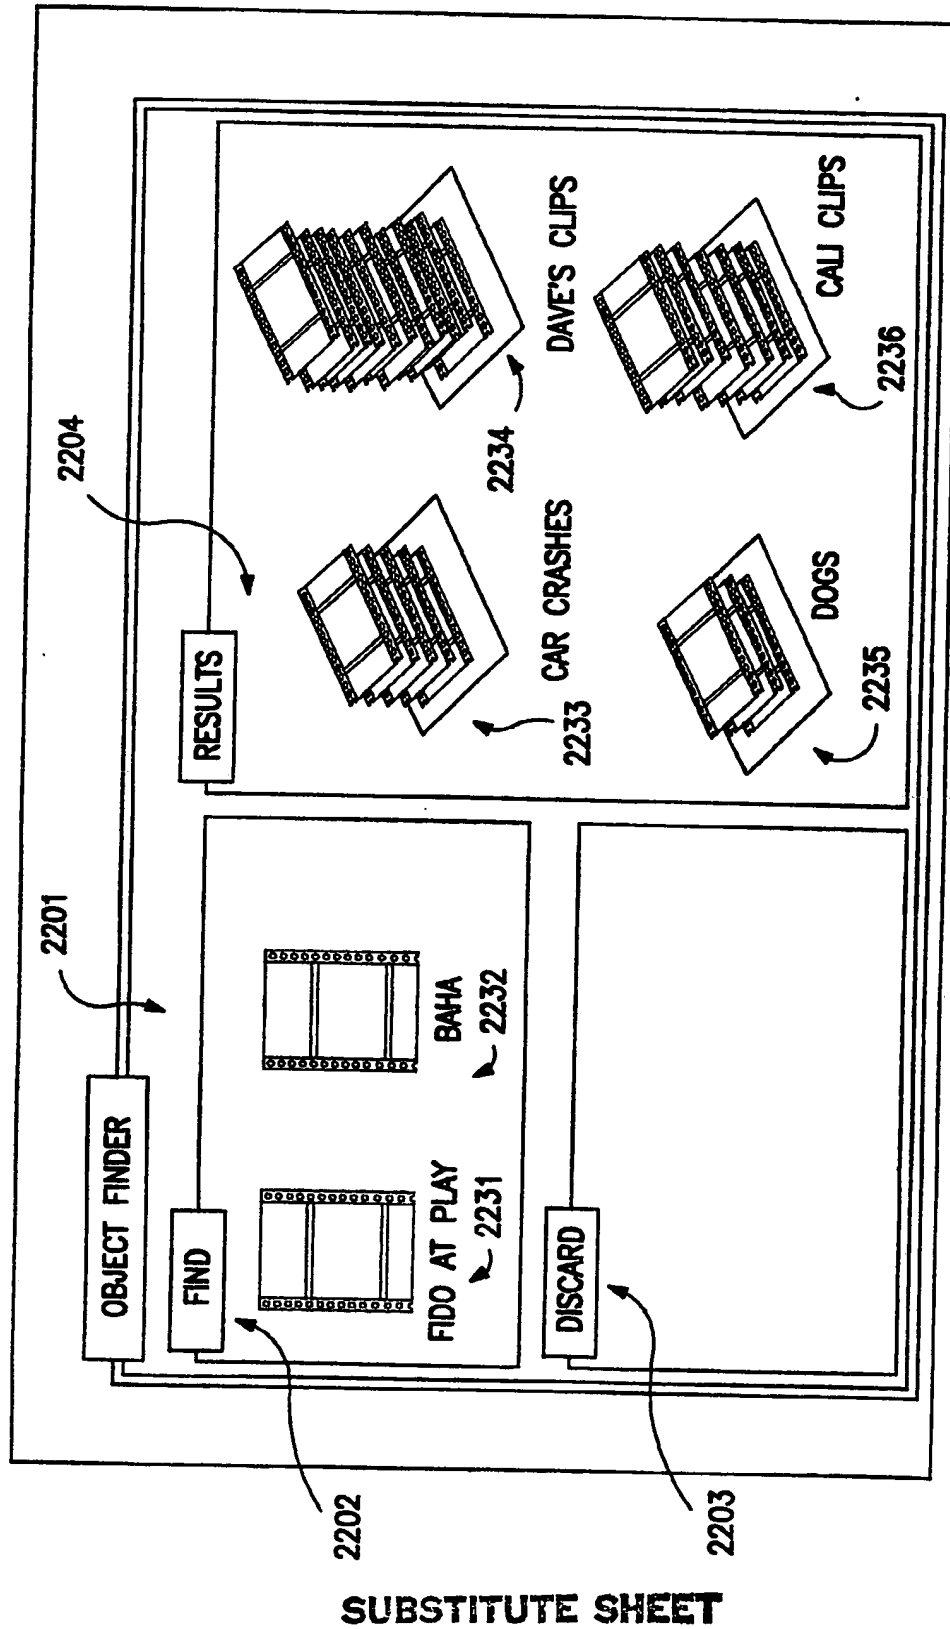 2201
2204
OBJECT FINDER
FIND
RESULTS
FIDO AT PLAY
2231
BAHA
2232
CAR CRASHES
2233
DAVE'S CLIPS
2234
2202
DISCARD
2203
DOGS
2235
CALI CLIPS
2236
SUBSTITUTE SHEET